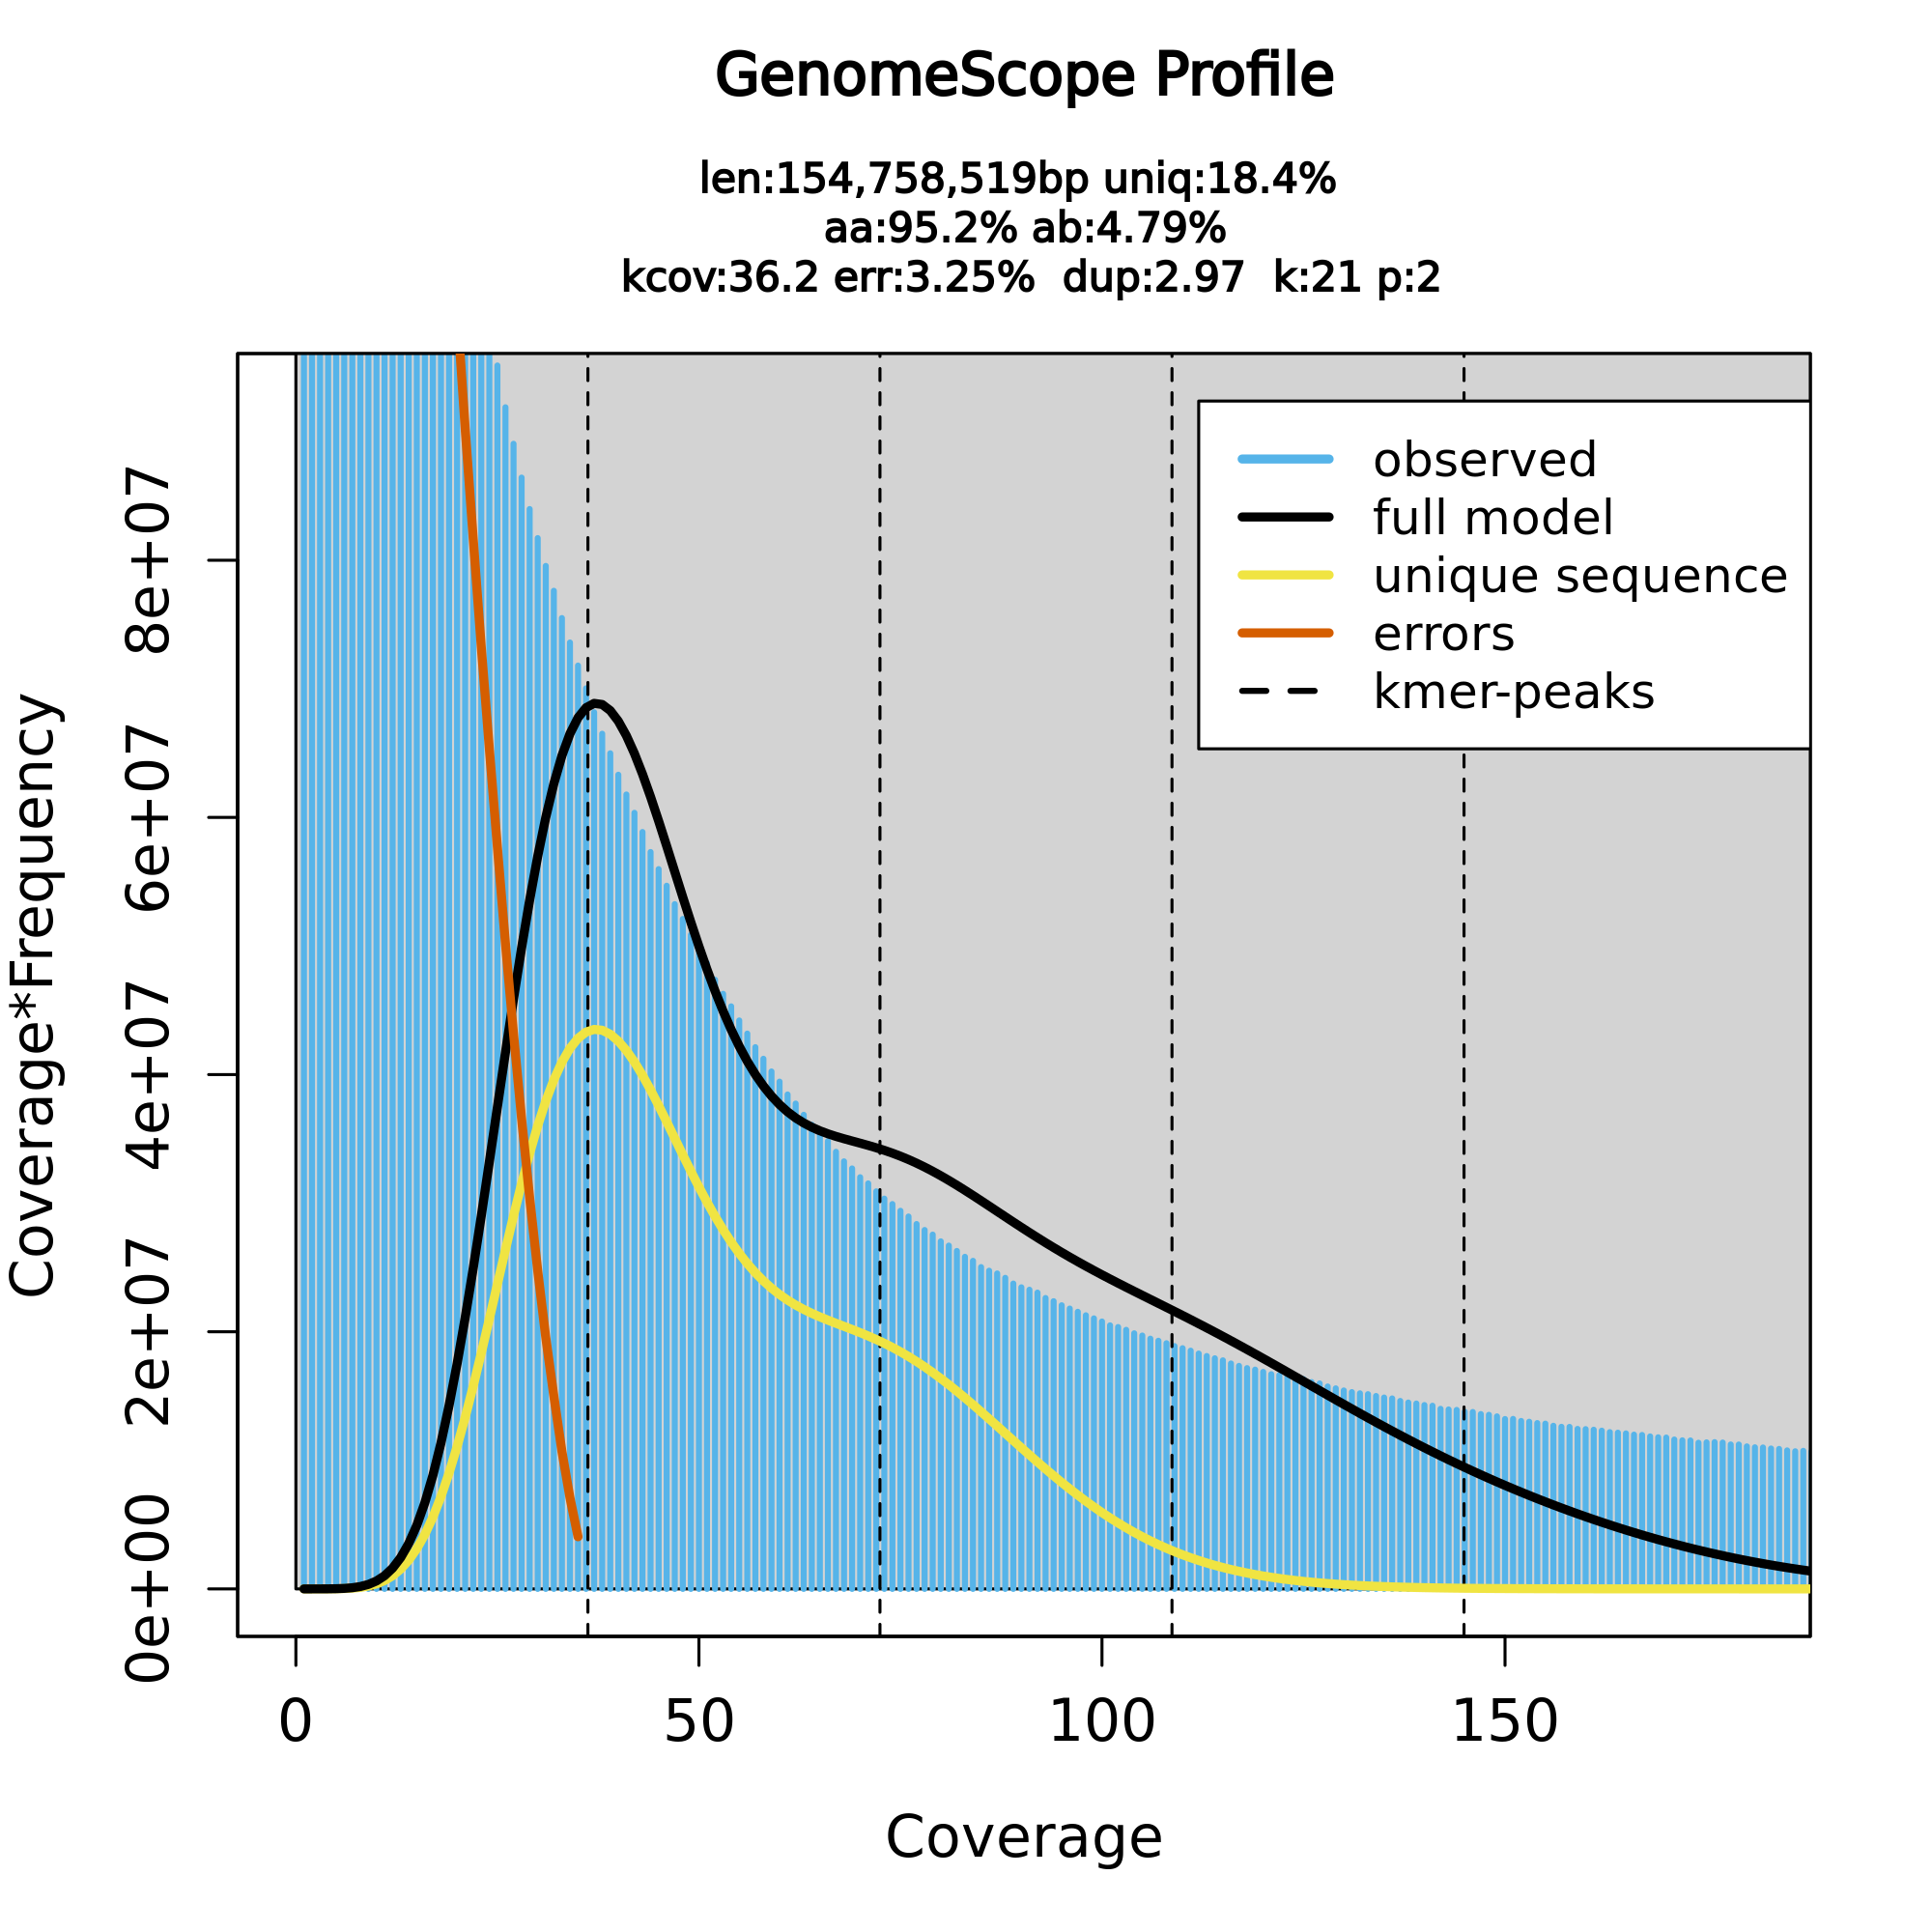 GenomeScope Profile
len:154,758,519bp uniq:18.4%
aa:95.2% ab:4.79%
kcov:36.2 err:3.25% dup:2.97 k:21 p:2
observed
full model
unique sequence
errors
kmer-peaks
Coverage*Frequency
0e+00 2e+07 4e+07 6e+07 8e+07
0 50 100 150
Coverage